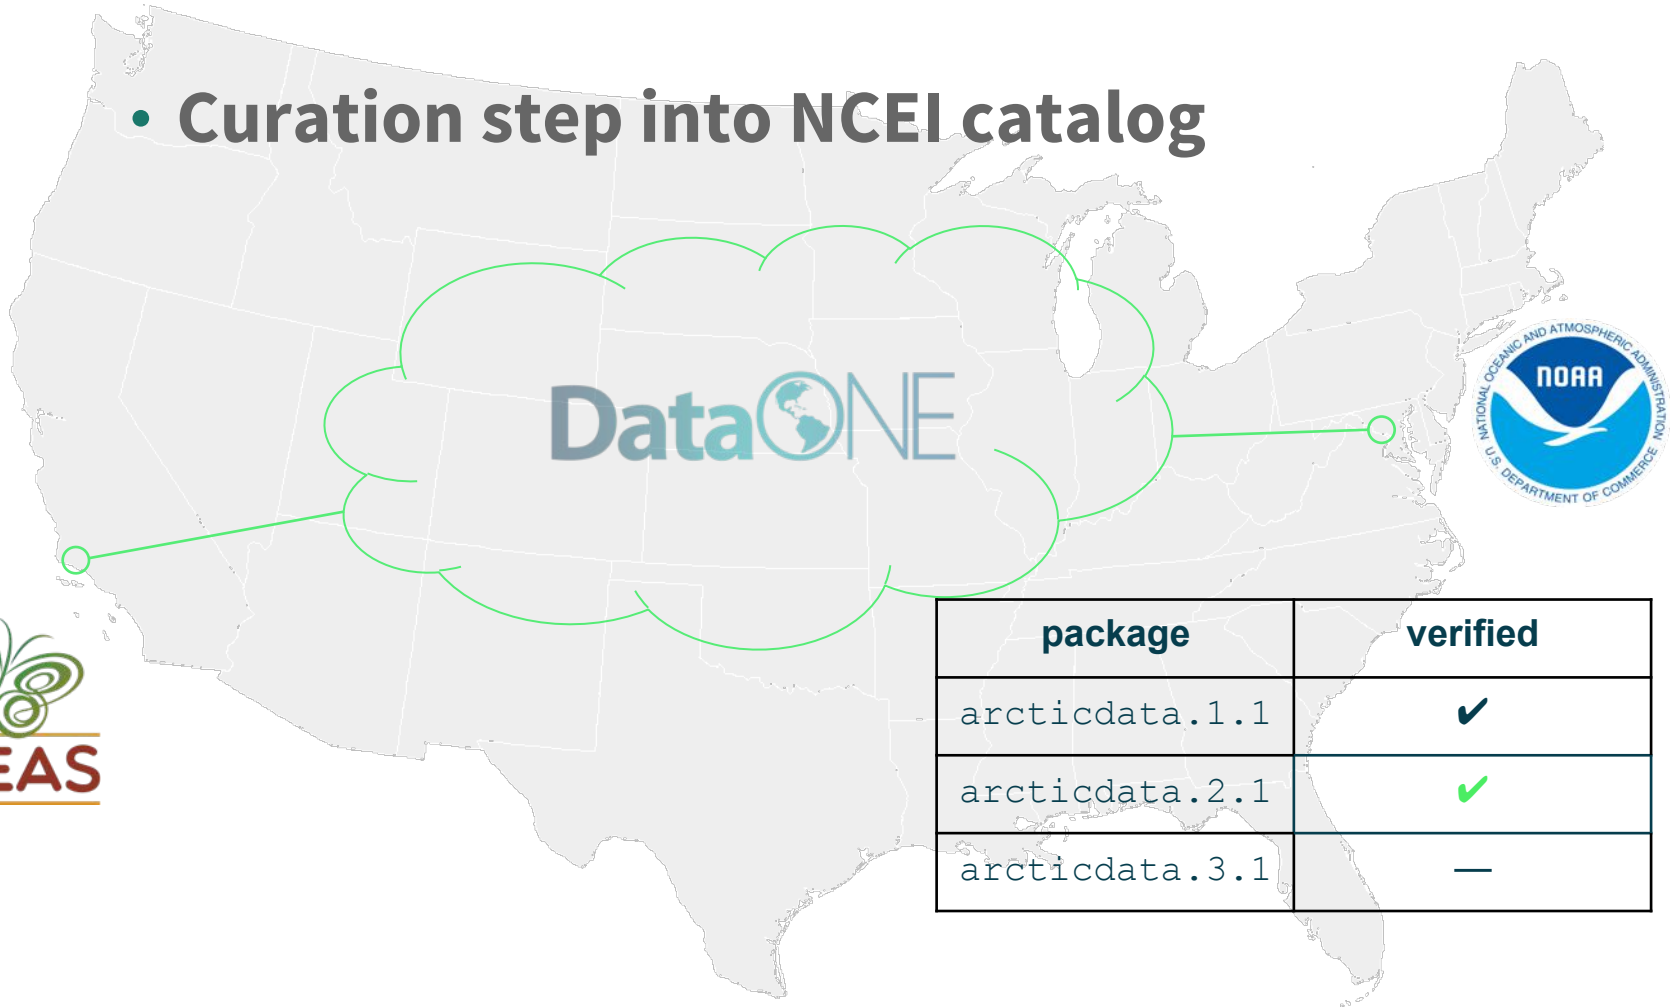 • Curation step into NCEI catalog
DataONE
NATIONAL OCEANIC AND ATMOSPHERIC ADMINISTRATION
NOAA
U.S. DEPARTMENT OF COMMERCE
EAS
package verified
arcticdata.1.1 ✔
arcticdata.2.1 ✔
arcticdata.3.1 —